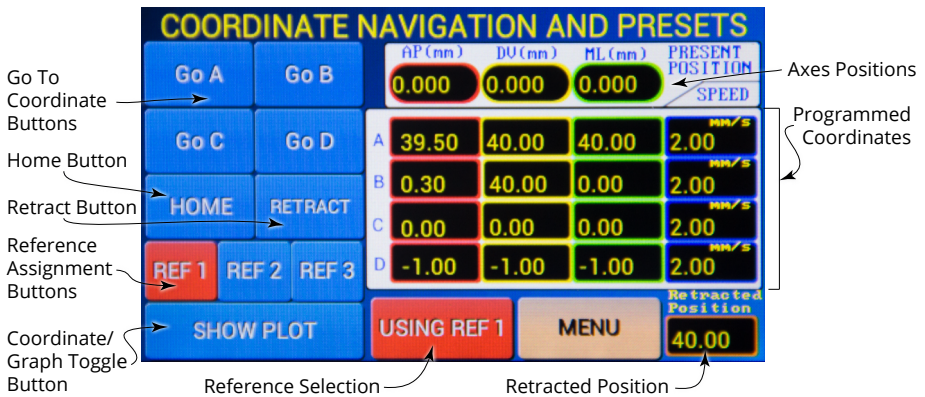 COORDINATE NAVIGATION AND PRESETS
Go To
Coordinate
Buttons
Go A
Go B
AP(mm)
DV(mm)
ML(mm)
PRESENT
POSITION
0.000
0.000
0.000
SPEED
Axes Positions
Programmed
Coordinates
Go C
Go D
A 39.50 40.00 40.00 2.00 MM/S
Home Button
B 0.30 40.00 0.00 2.00 MM/S
HOME
RETRACT
Retract Button
C 0.00 0.00 0.00 2.00 MM/S
Reference
Assignment
Buttons
REF 1
REF 2
REF 3
D -1.00 -1.00 -1.00 2.00 MM/S
Coordinate/
Graph Toggle
Button
SHOW PLOT
USING REF 1
MENU
Retracted
Position
40.00
Reference Selection
Retracted Position